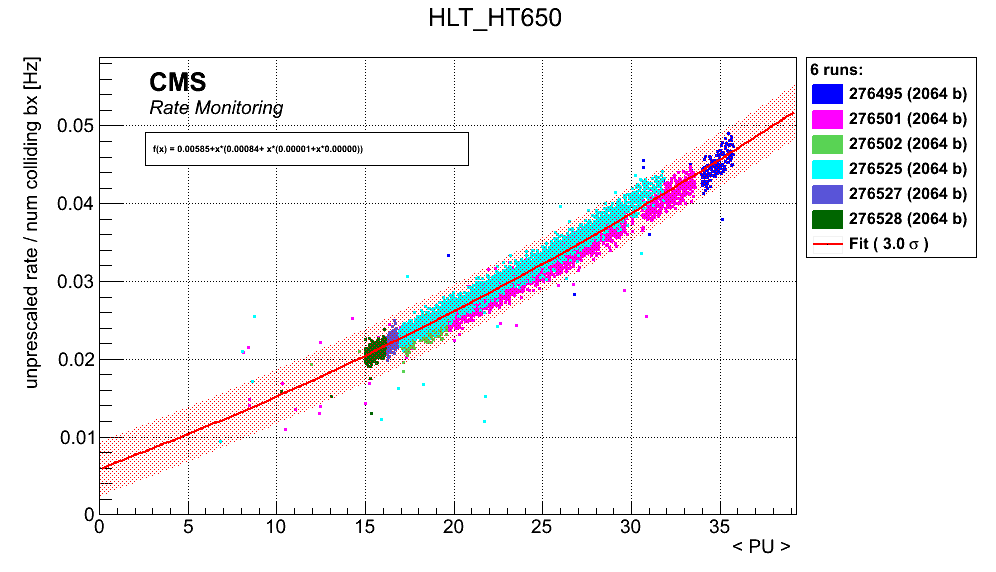 HLT_HT650
unprescaled rate / num colliding bx [Hz]
CMS
Rate Monitoring
f(x) = 0.00585+x*(0.00084+ x*(0.00001+x*0.00000))
0.05
0.04
0.03
0.02
0.01
0
0 5 10 15 20 25 30 35
< PU >
6 runs:
276495 (2064 b)
276501 (2064 b)
276502 (2064 b)
276525 (2064 b)
276527 (2064 b)
276528 (2064 b)
Fit ( 3.0 σ )